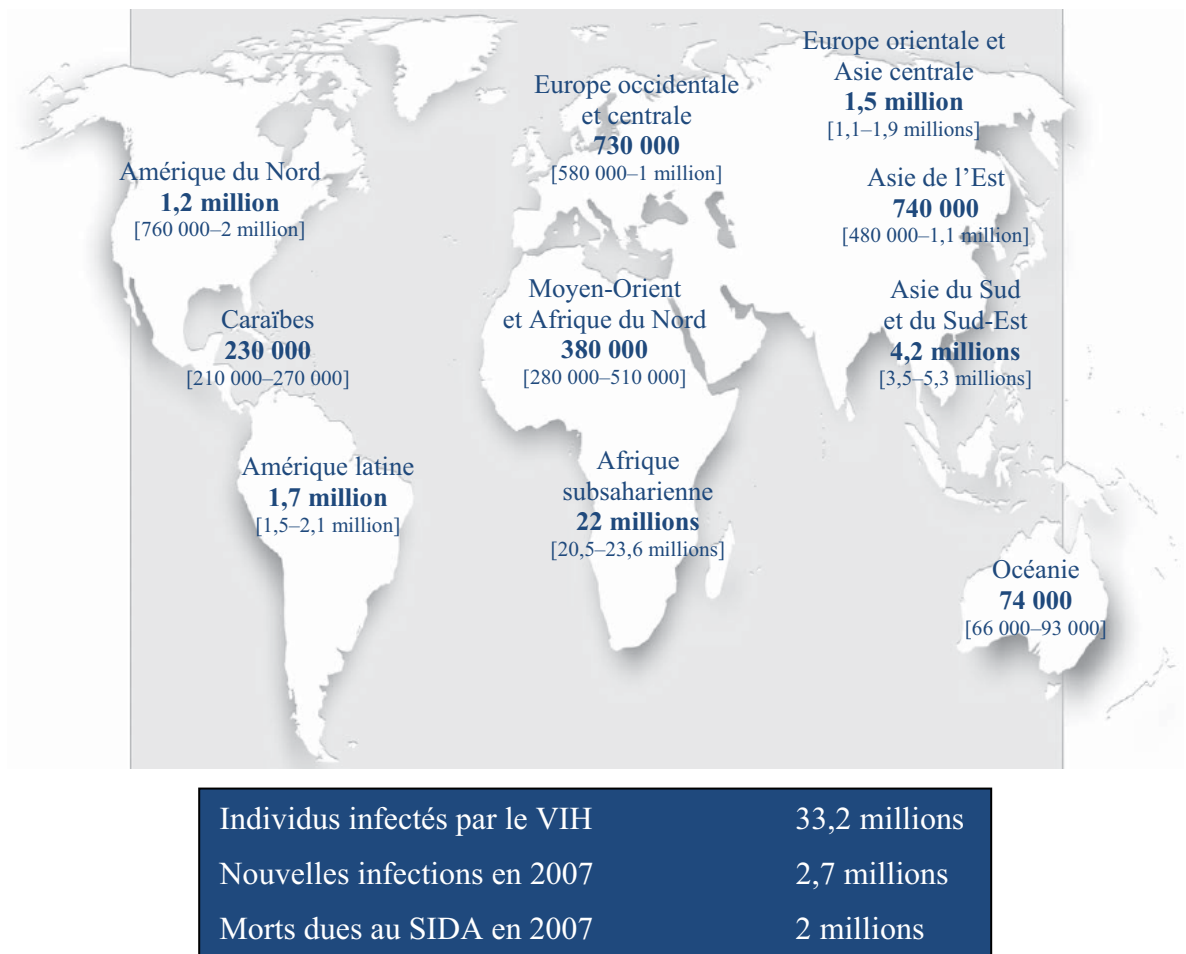 Europe orientale et
Asie centrale
1,5 million
[1,1–1,9 millions]
Europe occidentale
et centrale
730 000
[580 000–1 million]
Amérique du Nord
1,2 million
[760 000–2 million]
Asie de l’Est
740 000
[480 000–1,1 million]
Moyen-Orient
et Afrique du Nord
380 000
[280 000–510 000]
Asie du Sud
et du Sud-Est
4,2 millions
[3,5–5,3 millions]
Caraïbes
230 000
[210 000–270 000]
Amérique latine
1,7 million
[1,5–2,1 million]
Afrique
subsaharienne
22 millions
[20,5–23,6 millions]
Océanie
74 000
[66 000–93 000]
Individus infectés par le VIH 33,2 millions
Nouvelles infections en 2007 2,7 millions
Morts dues au SIDA en 2007 2 millions